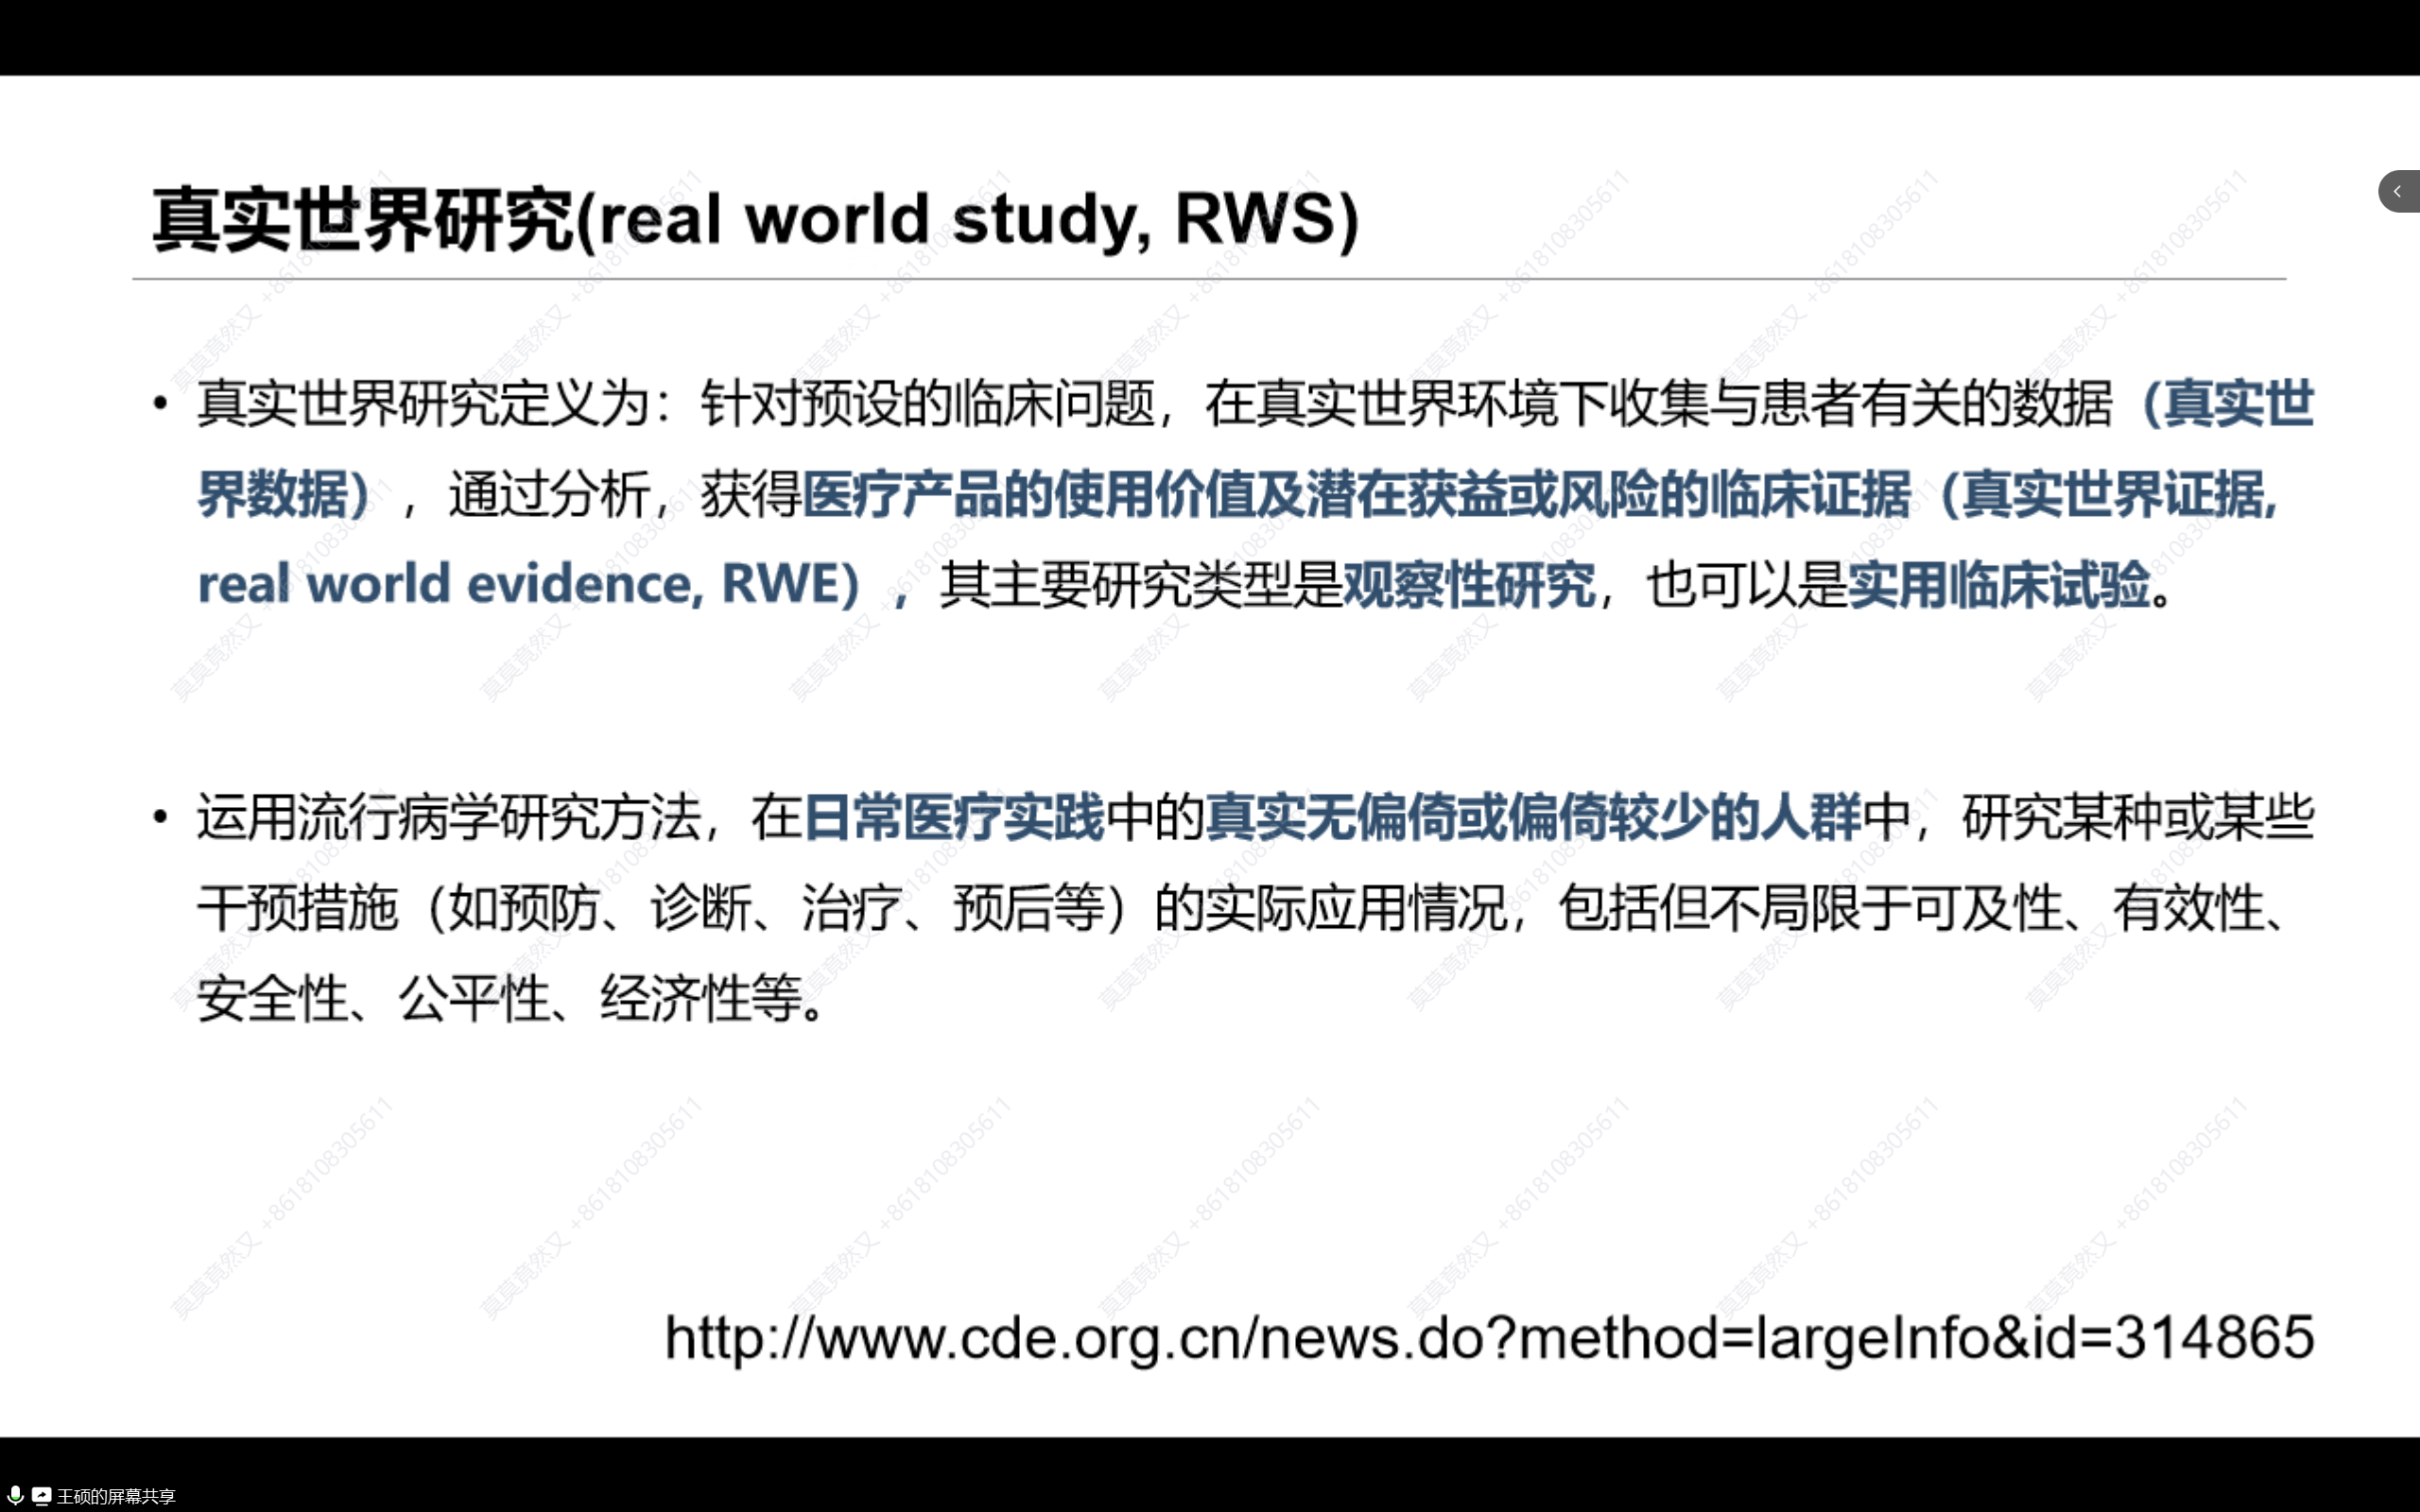 真实世界研究(real world study, RWS)
• 真实世界研究定义为：针对预设的临床问题，在真实世界环境下收集与患者有关的数据（真实世
界数据），通过分析，获得医疗产品的使用价值及潜在获益或风险的临床证据（真实世界证据,
real world evidence, RWE），其主要研究类型是观察性研究，也可以是实用临床试验。
• 运用流行病学研究方法，在日常医疗实践中的真实无偏倚或偏倚较少的人群中，研究某种或某些
干预措施（如预防、诊断、治疗、预后等）的实际应用情况，包括但不局限于可及性、有效性、
安全性、公平性、经济性等。
http://www.cde.org.cn/news.do?method=largeInfo&id=314865
莫莫竟然又 +8618108305611
王硕的屏幕共享